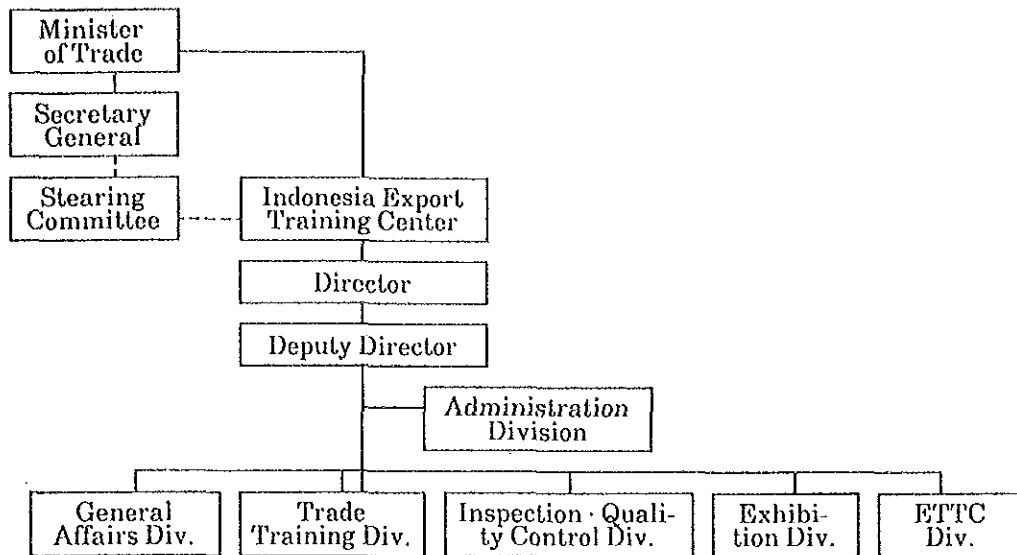 Minister
of Trade
Secretary
General
Stearing
Committee
Indonesia Export
Training Center
Director
Deputy Director
Administration
Division
General
Affairs Div.
Trade
Training Div.
Inspection · Quali-
ty Control Div.
Exhibi-
tion Div.
ETTC
Div.